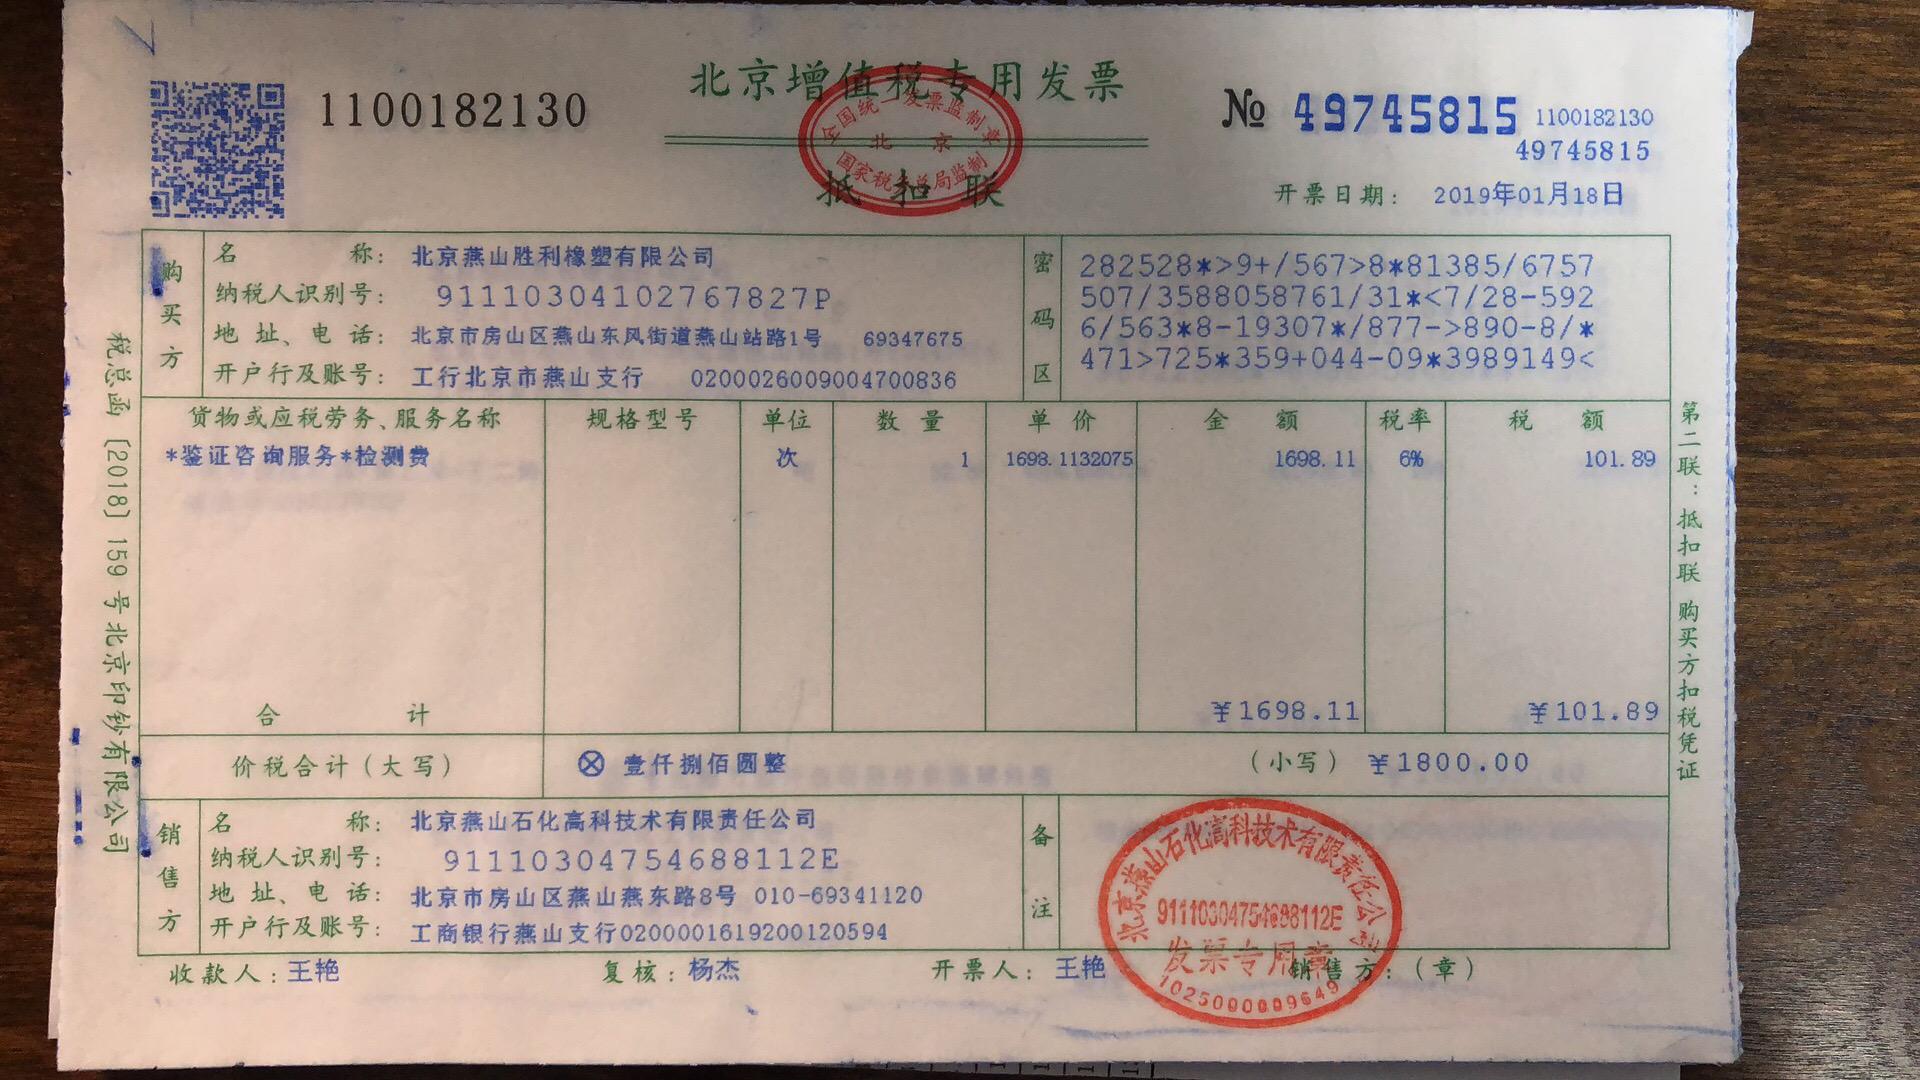 北京增值税专用发票
1100182130
№ 49745815
1100182130
49745815
全国统一发票监制章
北京
国家税务总局监制
抵扣联
开票日期: 2019年01月18日
购买方
名称: 北京燕山胜利橡塑有限公司
纳税人识别号: 91110304102767827P
地址、电话: 北京市房山区燕山东风街道燕山站路1号 69347675
开户行及账号: 工行北京市燕山支行 0200026009004700836
密码区
282528*>9+/567>8*81385/6757
507/3588058761/31*<7/28-592
6/563*8-19307*/877->890-8/*
471>725*359+044-09*3989149<
货物或应税劳务、服务名称 规格型号 单位 数量 单价 金额 税率 税额
*鉴证咨询服务*检测费 次 1 1698.1132075 1698.11 6% 101.89
合计 ¥1698.11 ¥101.89
价税合计(大写) ⊗壹仟捌佰圆整 (小写) ¥1800.00
销售方
名称: 北京燕山石化高科技术有限责任公司
纳税人识别号: 91110304754688112E
地址、电话: 北京市房山区燕山燕东路8号 010-69341120
开户行及账号: 工商银行燕山支行0200001619200120594
备注
北京燕山石化高科技术有限责任公司
91110304754688112E
发票专用章
1025000009649
收款人: 王艳 复核: 杨杰 开票人: 王艳 销售方: (章)
税总函〔2018〕159号北京印钞有限公司
第二联:抵扣联 购买方扣税凭证